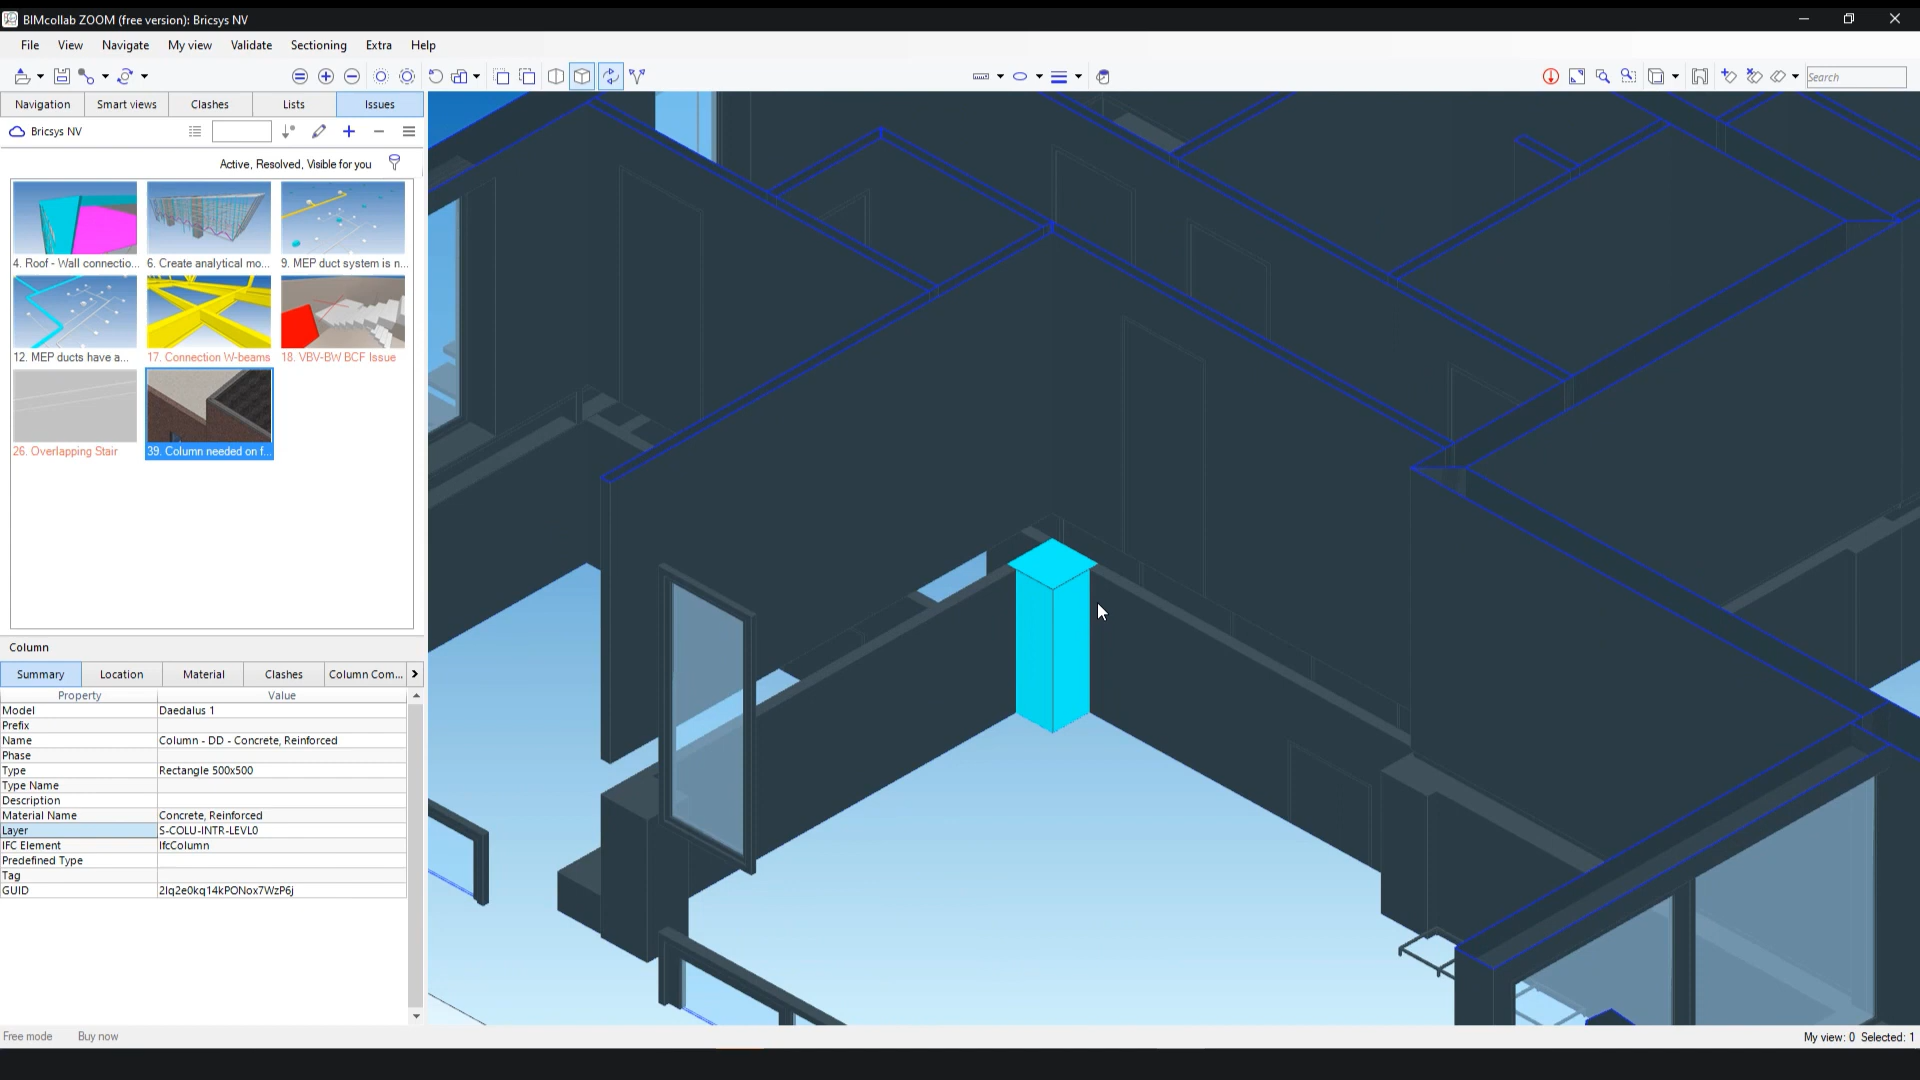 BIMcollab ZOOM (free version): Bricsys NV
File View Navigate My view Validate Sectioning Extra Help
Search
Navigation Smart views Clashes Lists Issues
Bricsys NV
Active, Resolved, Visible for you
4. Roof - Wall connectio... 6. Create analytical mo... 9. MEP duct system is n...
12. MEP ducts have a... 17. Connection W-beams 18. VBV-BW BCF Issue
26. Overlapping Stair 39. Column needed on f...
Column
Summary Location Material Clashes Column Com...
Property Value
Model Daedalus 1
Prefix
Name Column - DD - Concrete, Reinforced
Phase
Type Rectangle 500x500
Type Name
Description
Material Name Concrete, Reinforced
Layer S-COLU-INTR-LEVL0
IFC Element IfcColumn
Predefined Type
Tag
GUID 2Iq2e0kq14kPONox7WzP6j
Free mode Buy now My view: 0 Selected: 1